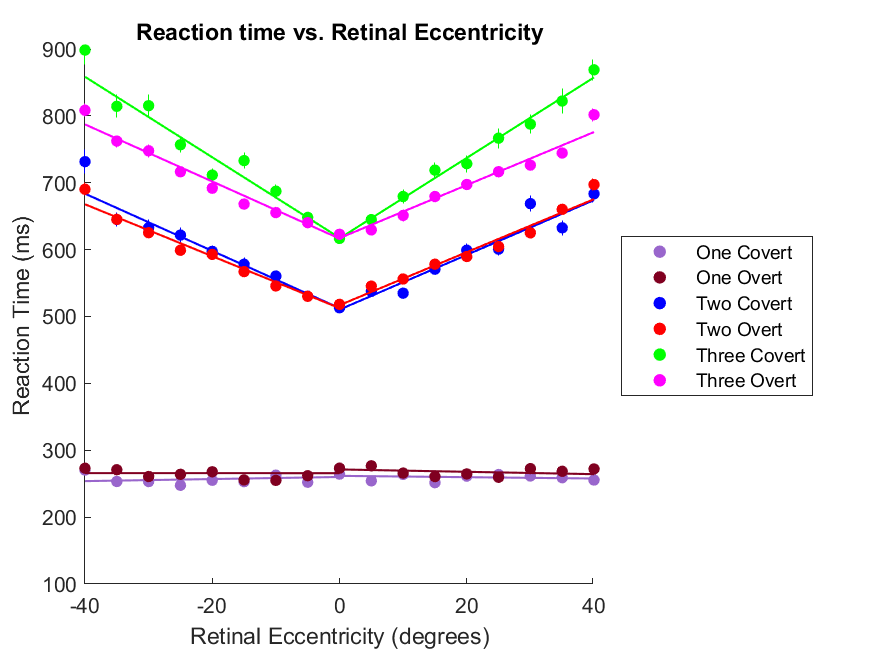 Reaction time vs. Retinal Eccentricity
900
800
700
600
500
400
300
200
100
Reaction Time (ms)
-40
-20
0
20
40
Retinal Eccentricity (degrees)
One Covert
One Overt
Two Covert
Two Overt
Three Covert
Three Overt